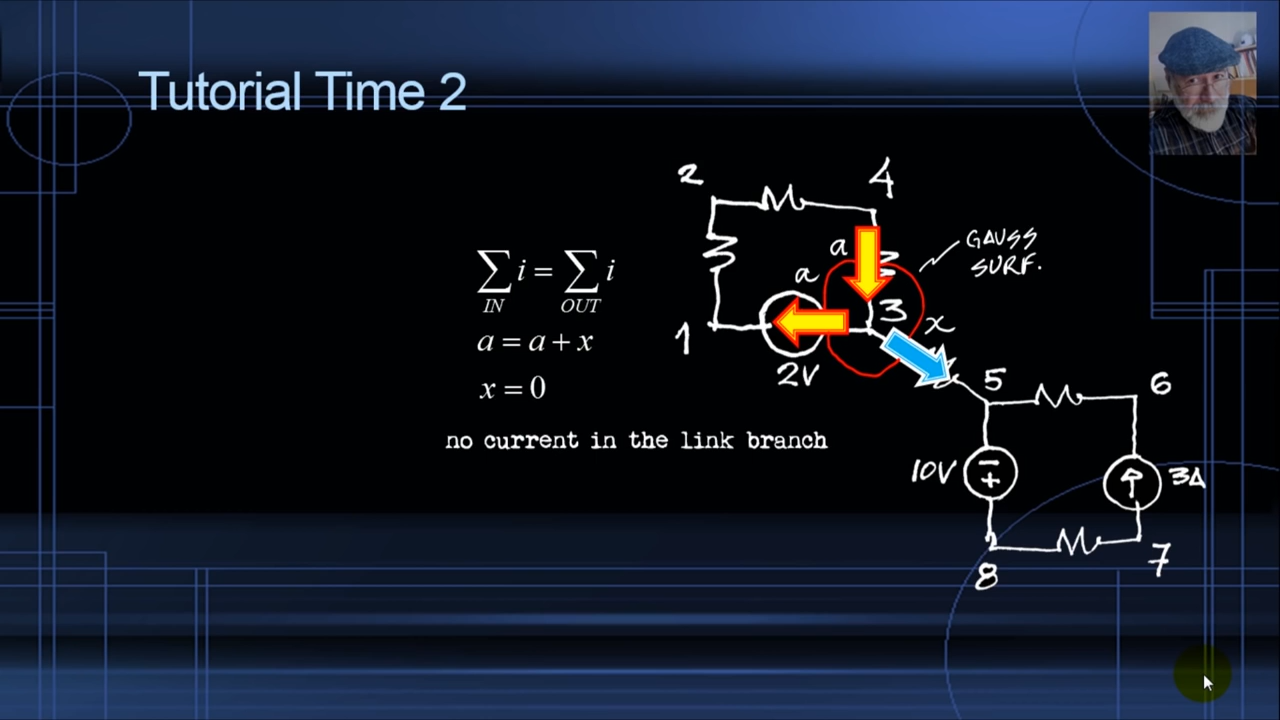 Tutorial Time 2
2
4
GAUSS
SURF.
a
a
∑ i = ∑ i
IN OUT
3
x
1
a = a + x
2V
x = 0
5
6
no current in the link branch
10V
−
+
3A
7
8